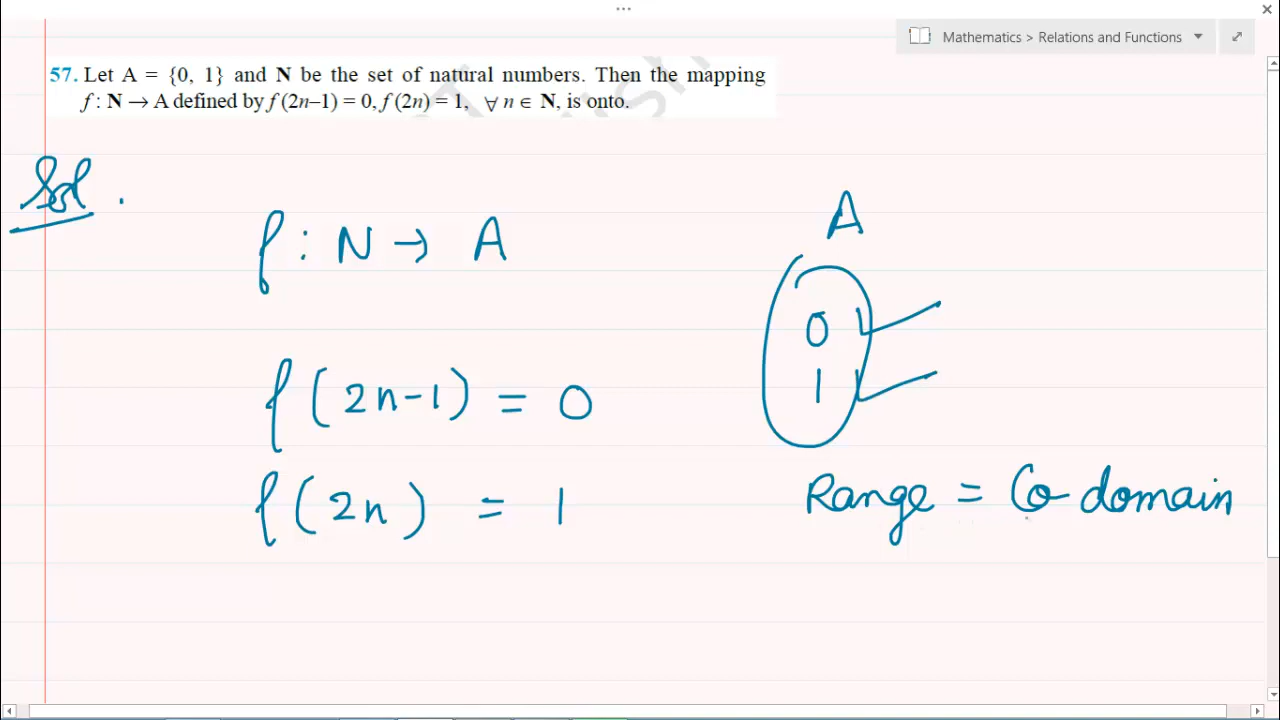 Mathematics > Relations and Functions
57. Let A = {0, 1} and N be the set of natural numbers. Then the mapping
f : N → A defined by f (2n–1) = 0, f (2n) = 1, ∀ n ∈ N, is onto.
Sol.
f : N → A
A
0
1
f(2n-1) = 0
f(2n) = 1
Range = Co domain